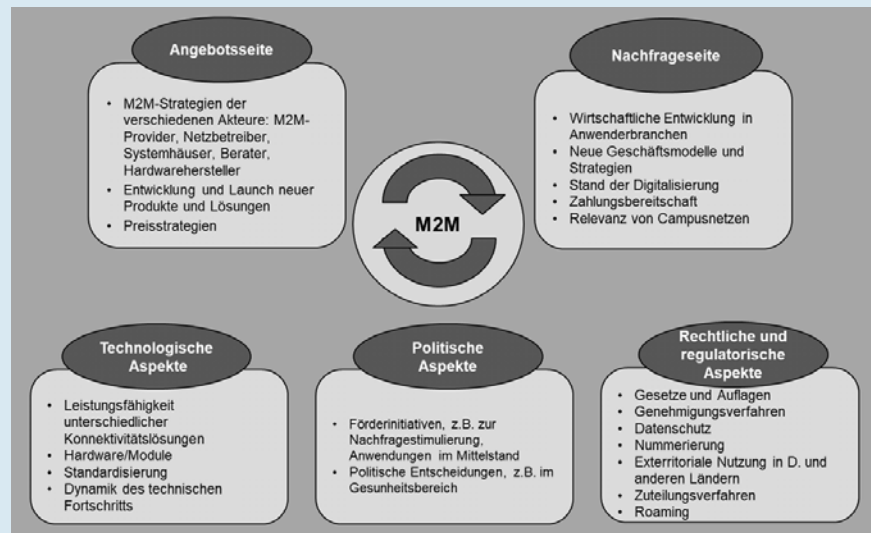 Angebotsseite
• M2M-Strategien der
verschiedenen Akteure: M2M-
Provider, Netzbetreiber,
Systemhäuser, Berater,
Hardwarehersteller
• Entwicklung und Launch neuer
Produkte und Lösungen
• Preisstrategien
Nachfrageseite
• Wirtschaftliche Entwicklung in
Anwenderbranchen
• Neue Geschäftsmodelle und
Strategien
• Stand der Digitalisierung
• Zahlungsbereitschaft
• Relevanz von Campusnetzen
M2M
Technologische
Aspekte
• Leistungsfähigkeit
unterschiedlicher
Konnektivitätslösungen
• Hardware/Module
• Standardisierung
• Dynamik des technischen
Fortschritts
Politische
Aspekte
• Förderinitiativen, z.B. zur
Nachfragestimulierung,
Anwendungen im Mittelstand
• Politische Entscheidungen, z.B. im
Gesunheitsbereich
Rechtliche und
regulatorische
Aspekte
• Gesetze und Auflagen
• Genehmigungsverfahren
• Datenschutz
• Nummerierung
• Exterritoriale Nutzung in D. und
anderen Ländern
• Zuteilungsverfahren
• Roaming